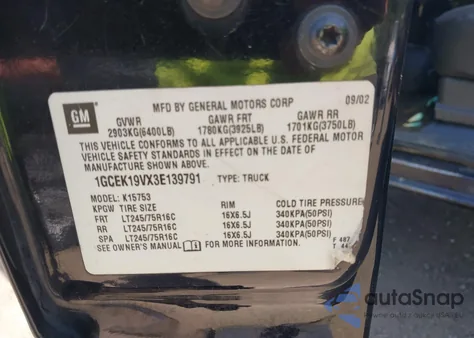 MFD BY GENERAL MOTORS CORP 09/02
GM
GVWR GAWR FRT GAWR RR
2903KG(6400LB) 1780KG(3925LB) 1701KG(3750LB)
THIS VEHICLE CONFORMS TO ALL APPLICABLE U.S. FEDERAL MOTOR
VEHICLE SAFETY STANDARDS IN EFFECT ON THE DATE OF
MANUFACTURE SHOWN ABOVE.
1GCEK19VX3E139791 TYPE: TRUCK
MODEL: K15753
KPGW TIRE SIZE RIM COLD TIRE PRESSURE
FRT LT245/75R16C 16X6.5J 340KPA(50PSI)
RR LT245/75R16C 16X6.5J 340KPA(50PSI)
SPA LT245/75R16C 16X6.5J 340KPA(50PSI)
SEE OWNER'S MANUAL FOR MORE INFORMATION.
F 487
T 44
autoSnap